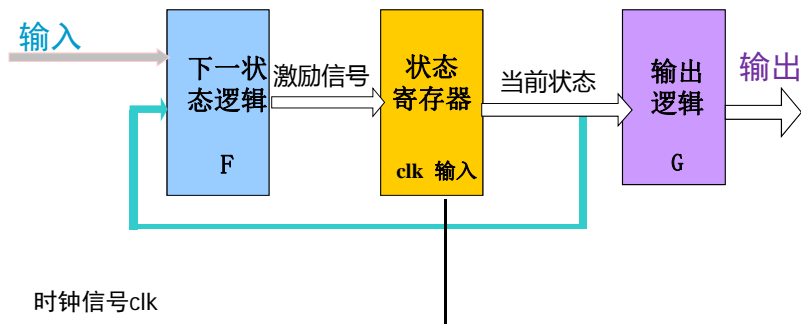 输入
下一状
态逻辑
F
激励信号
状态
寄存器
clk 输入
当前状态
输出
逻辑
G
输出
时钟信号clk